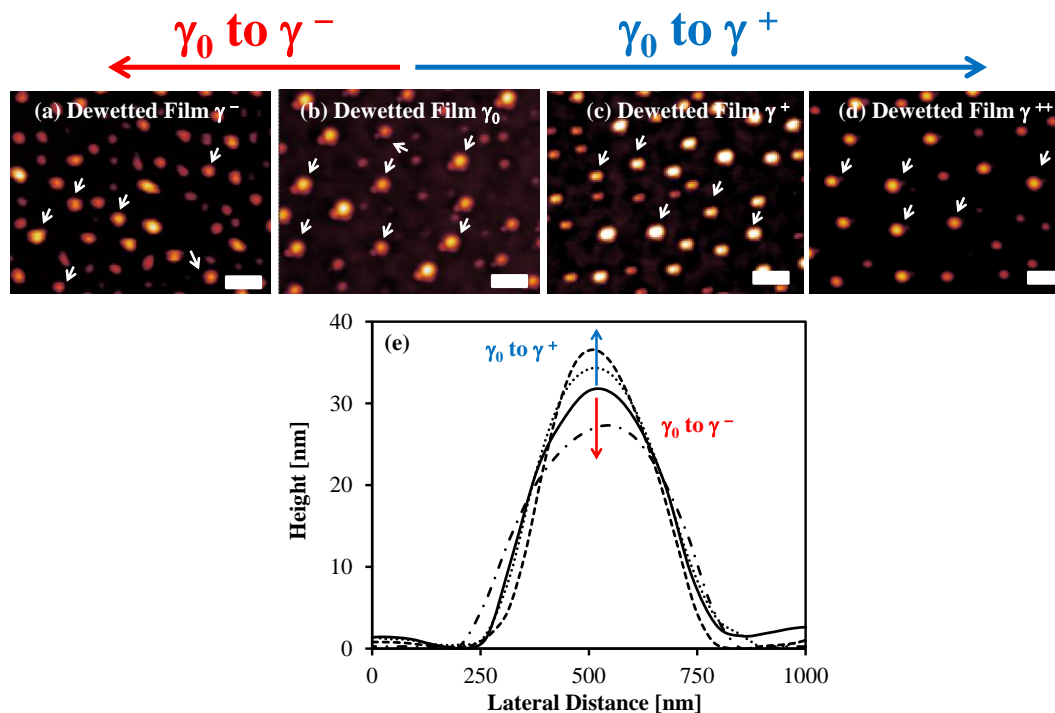 γ₀ to γ⁻ γ₀ to γ⁺
(a) Dewetted Film γ⁻ (b) Dewetted Film γ₀ (c) Dewetted Film γ⁺ (d) Dewetted Film γ⁺⁺
40
(e)
γ₀ to γ⁺
30
γ₀ to γ⁻
20
Height [nm]
10
0
0 250 500 750 1000
Lateral Distance [nm]